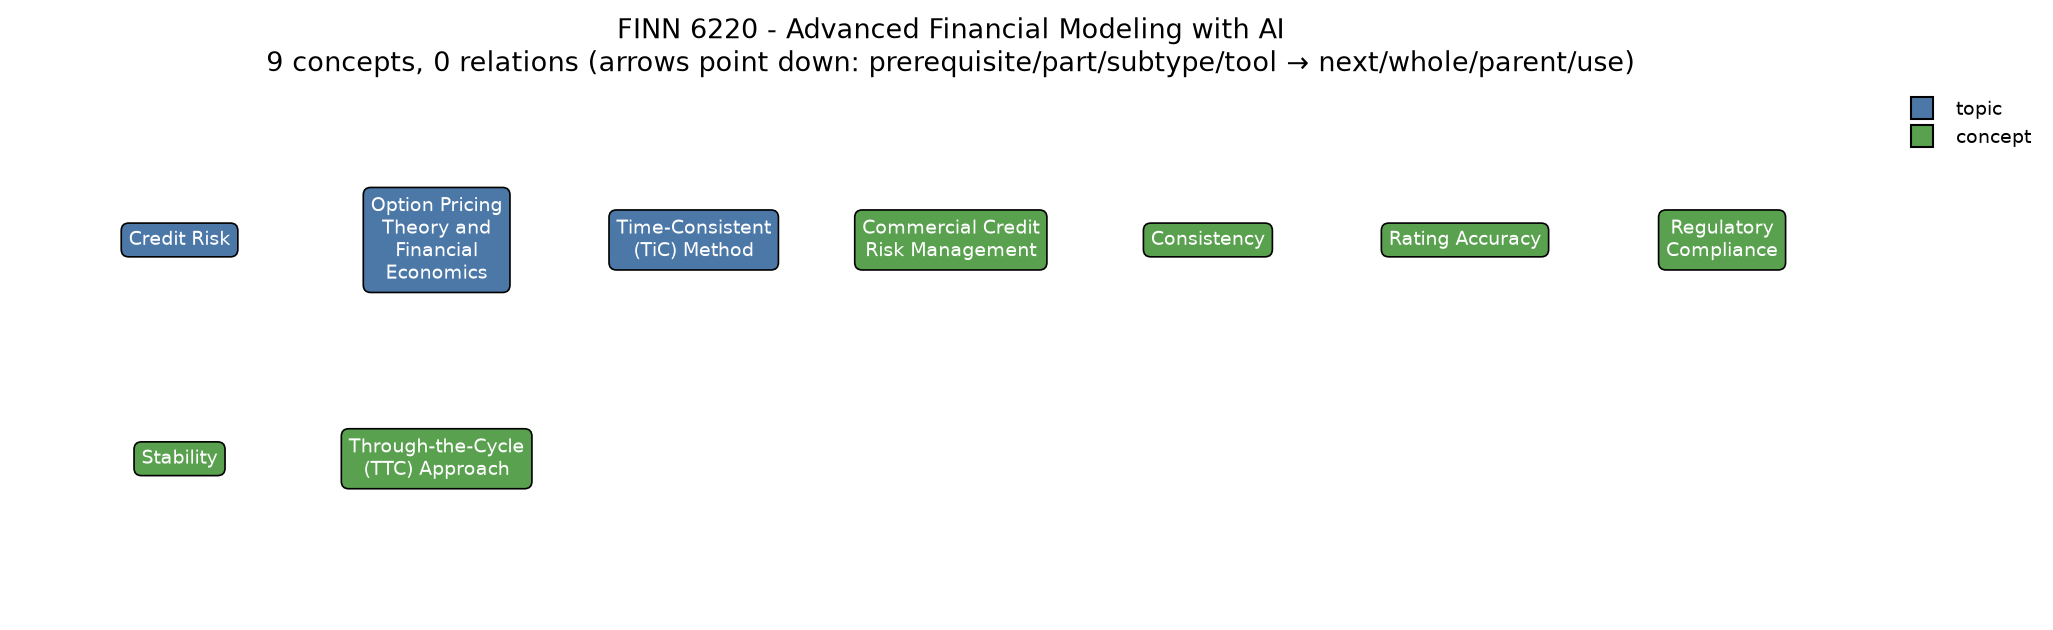 FINN 6220 - Advanced Financial Modeling with AI
9 concepts, 0 relations (arrows point down: prerequisite/part/subtype/tool → next/whole/parent/use)
topic
concept
Credit Risk
Option Pricing
Theory and
Financial
Economics
Time-Consistent
(TiC) Method
Commercial Credit
Risk Management
Consistency
Rating Accuracy
Regulatory
Compliance
Stability
Through-the-Cycle
(TTC) Approach